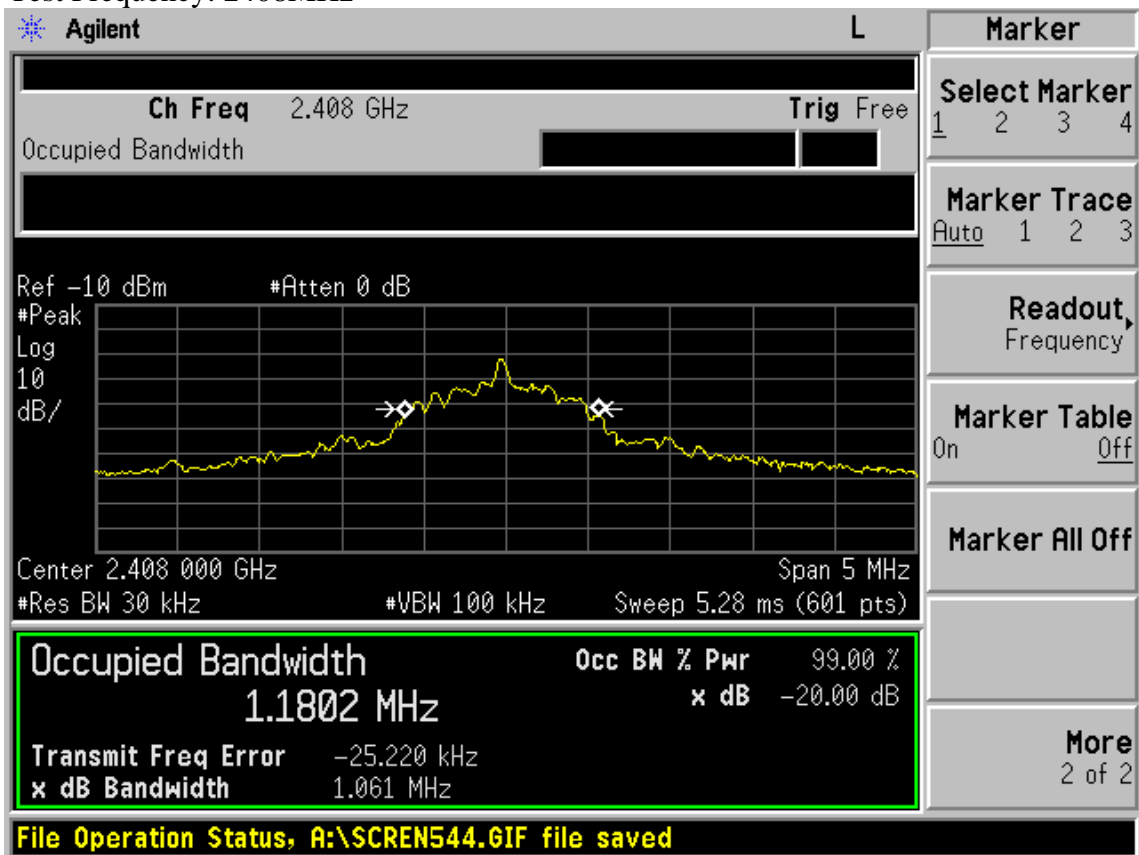 Agilent L Marker
Ch Freq 2.408 GHz Trig Free
Occupied Bandwidth
Select Marker
1 2 3 4
Marker Trace
Auto 1 2 3
Readout
Frequency
Marker Table
On Off
Marker All Off
More
2 of 2
Ref -10 dBm #Atten 0 dB
#Peak
Log
10
dB/
Center 2.408 000 GHz Span 5 MHz
#Res BW 30 kHz #VBW 100 kHz Sweep 5.28 ms (601 pts)
Occupied Bandwidth Occ BW % Pwr 99.00 %
1.1802 MHz x dB -20.00 dB
Transmit Freq Error -25.220 kHz
x dB Bandwidth 1.061 MHz
File Operation Status, A:\SCREN544.GIF file saved